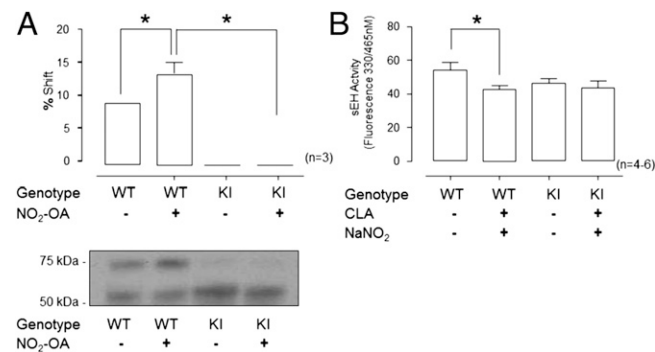 A
20
15
10
5
0
% Shift
*
*
(n=3)
Genotype WT WT KI KI
NO2-OA - + - +
75 kDa -
50 kDa -
Genotype WT WT KI KI
NO2-OA - + - +
B
80
60
40
20
0
sEH Actvity
(Fluorescence 330/465nM)
*
(n=4-6)
Genotype WT WT KI KI
CLA - + - +
NaNO2 - + - +